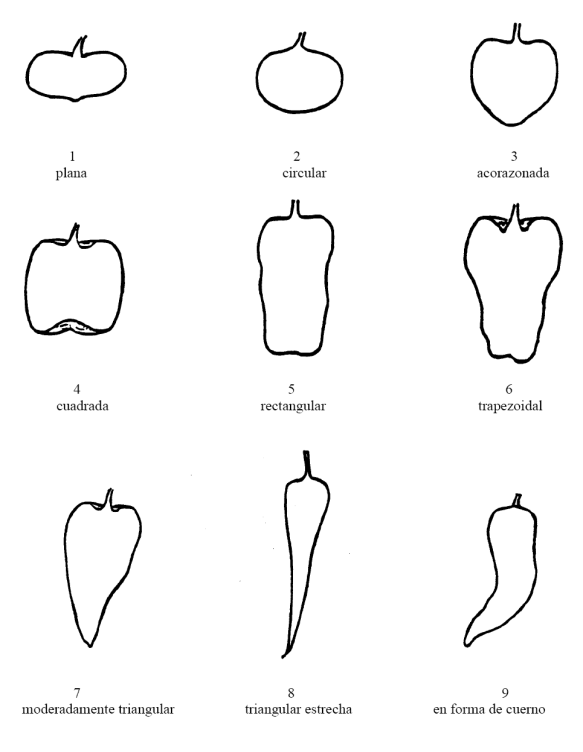 1
plana
2
circular
3
acorazonada
4
cuadrada
5
rectangular
6
trapezoidal
7
moderadamente triangular
8
triangular estrecha
9
en forma de cuerno